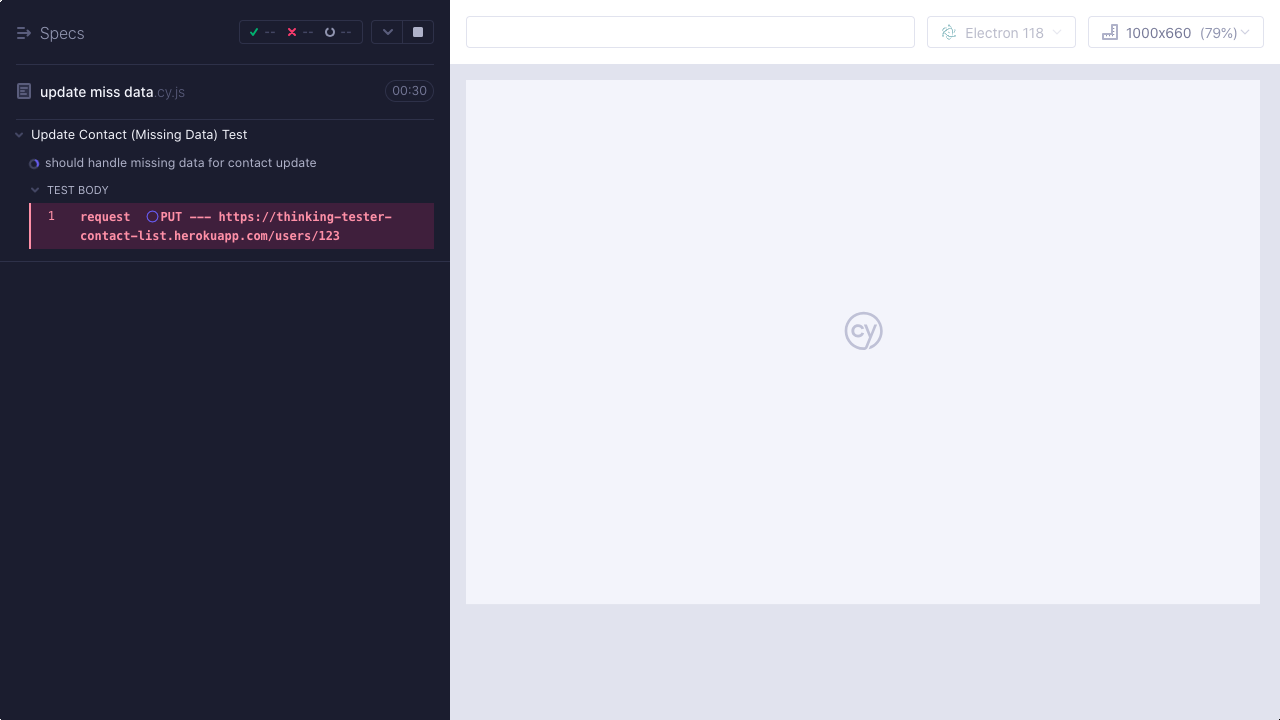 Specs
-- -- --
update miss data.cy.js
00:30
Update Contact (Missing Data) Test
should handle missing data for contact update
TEST BODY
1 request PUT --- https://thinking-tester-
contact-list.herokuapp.com/users/123
Electron 118
1000x660 (79%)
cy